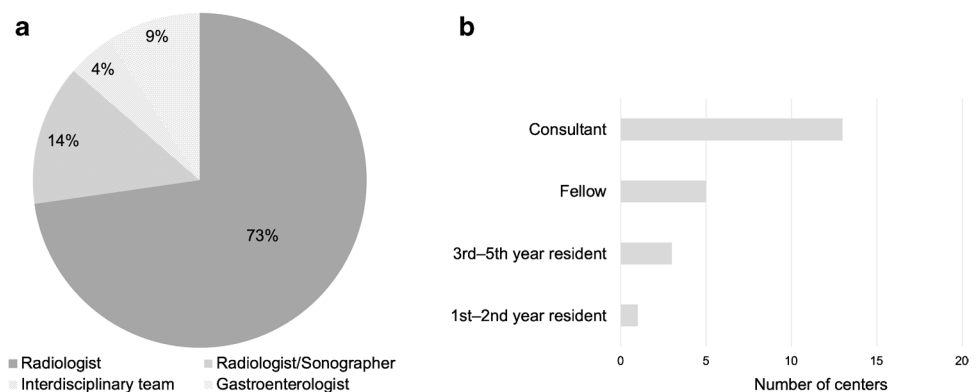 a
9%
4%
14%
73%
Radiologist
Radiologist/Sonographer
Interdisciplinary team
Gastroenterologist
b
Consultant
Fellow
3rd–5th year resident
1st–2nd year resident
0 5 10 15 20
Number of centers